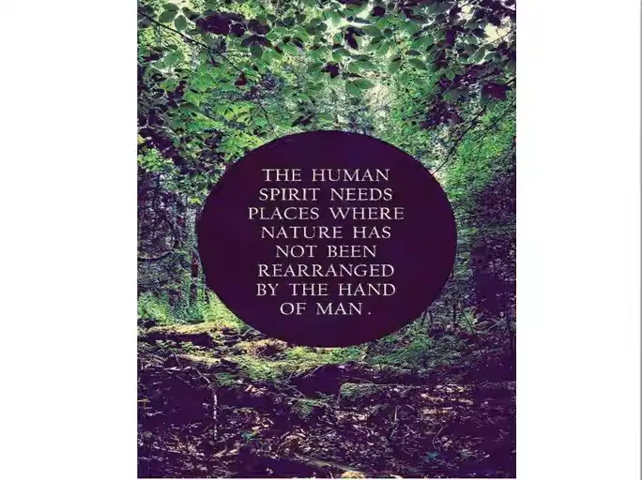 THE HUMAN
SPIRIT NEEDS
PLACES WHERE
NATURE HAS
NOT BEEN
REARRANGED
BY THE HAND
OF MAN.